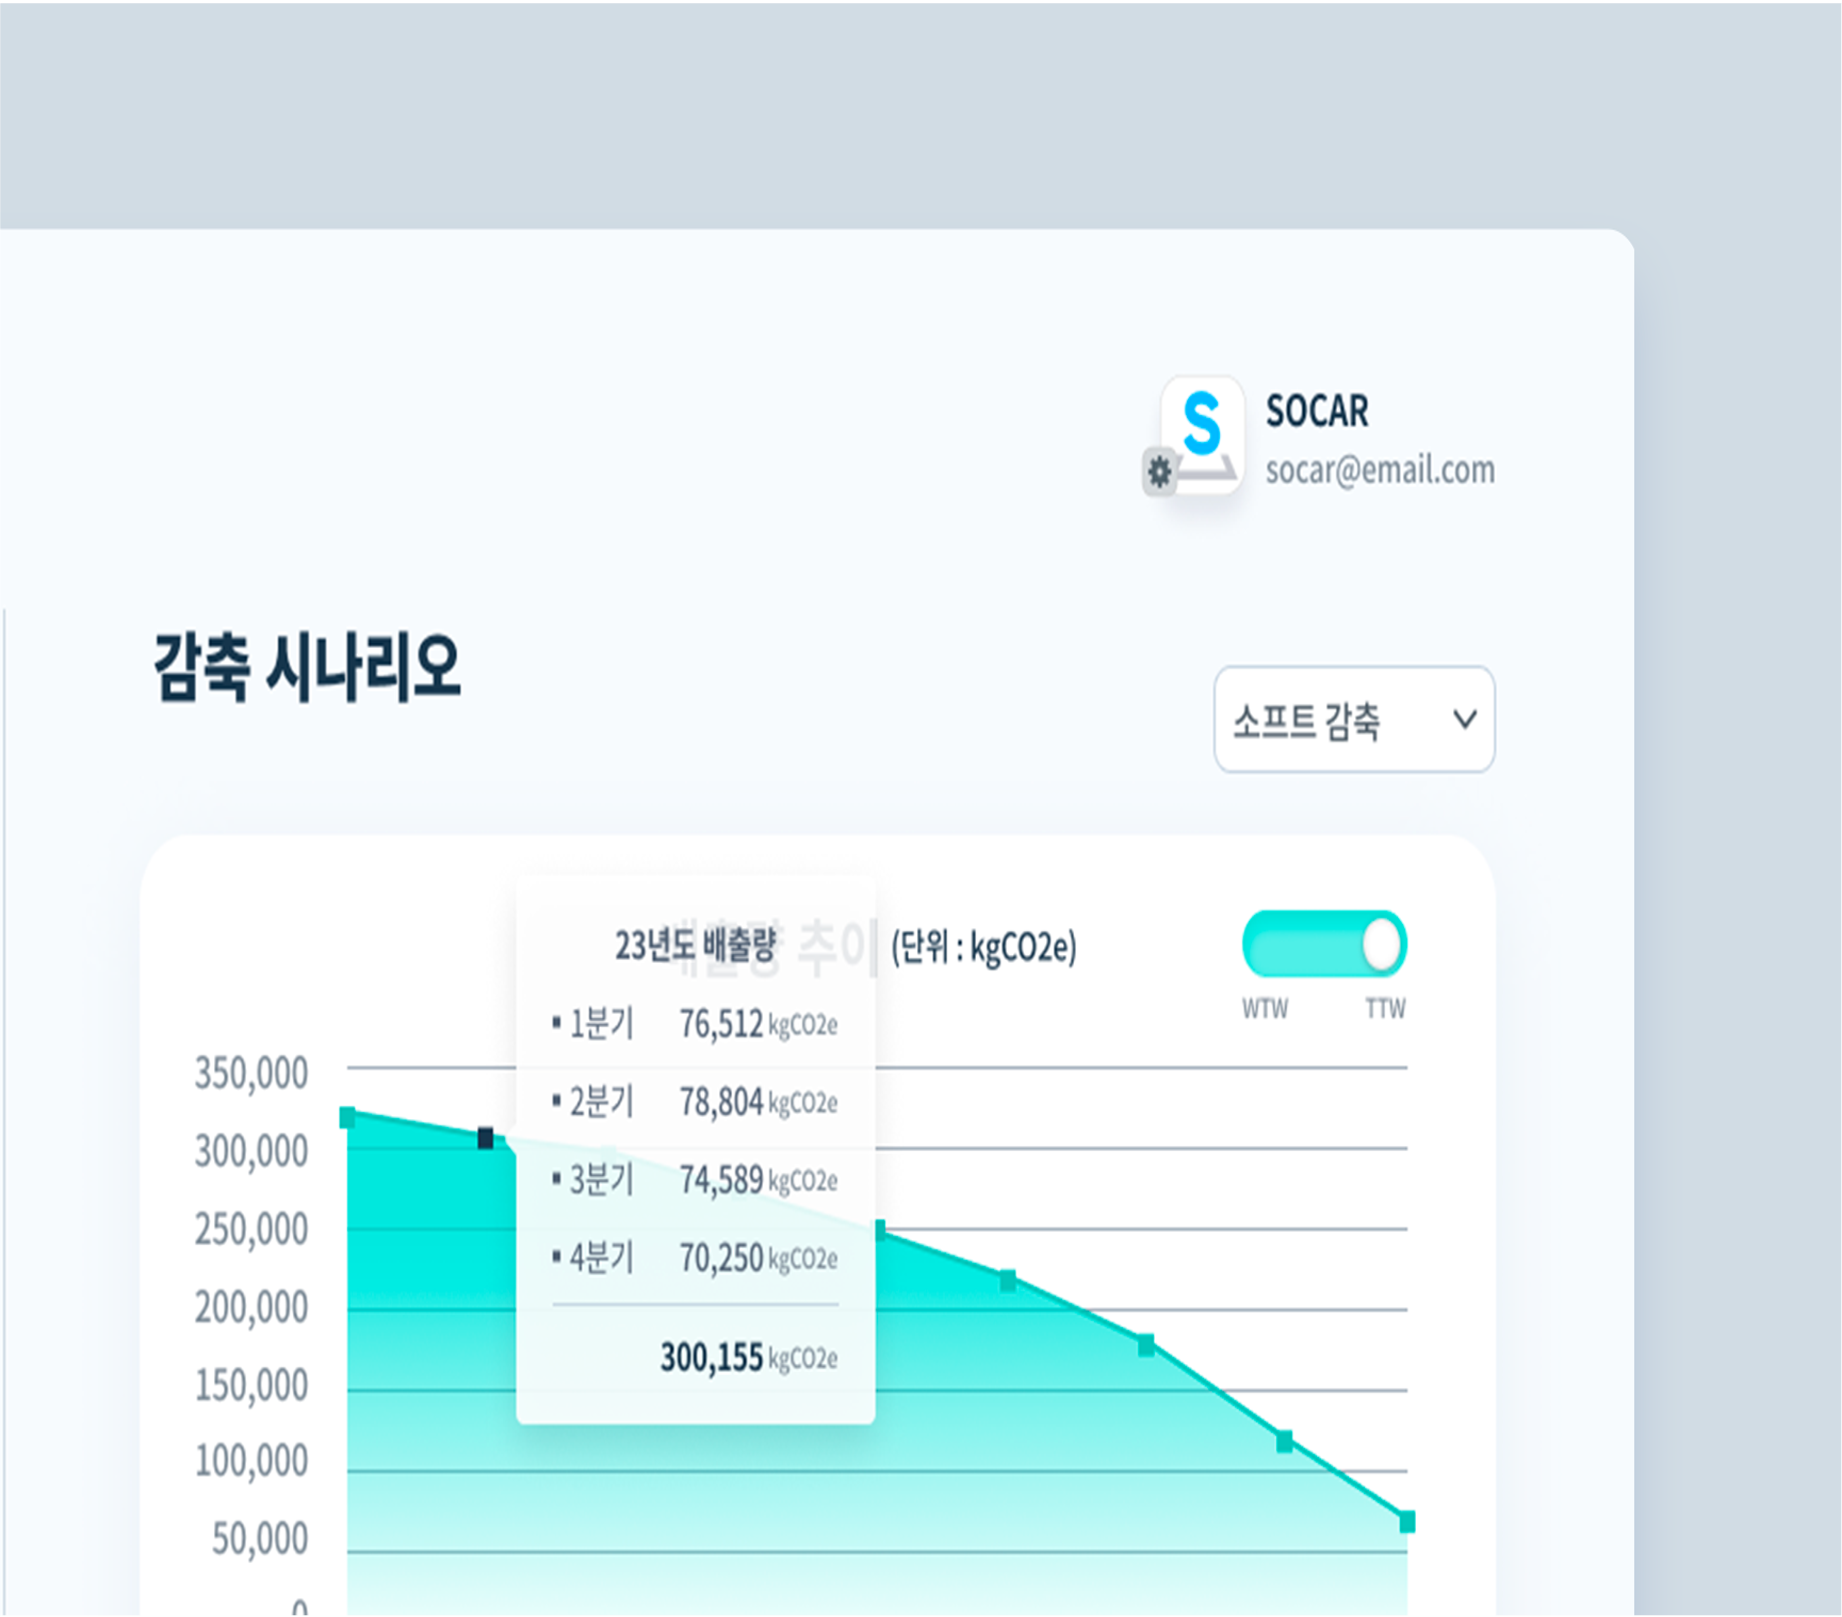 S
SOCAR
socar@email.com
감축 시나리오
소프트 감축
배출량 추이 (단위 : kgCO2e)
WTW TTW
23년도 배출량
1분기 76,512 kgCO2e
2분기 78,804 kgCO2e
3분기 74,589 kgCO2e
4분기 70,250 kgCO2e
300,155 kgCO2e
350,000
300,000
250,000
200,000
150,000
100,000
50,000
0